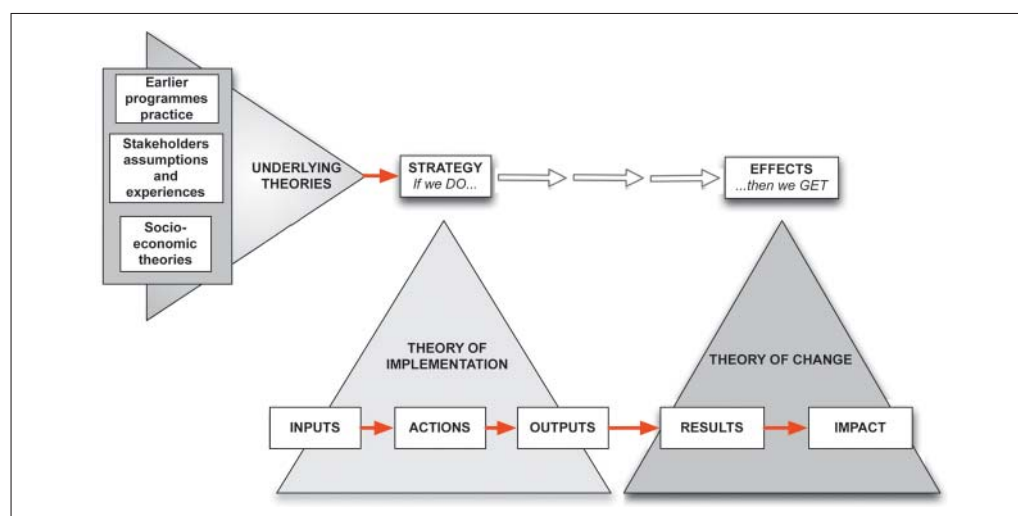 Earlier
programmes
practice
Stakeholders
assumptions
and
experiences
Socio-
economic
theories
UNDERLYING
THEORIES
STRATEGY
If we DO...
EFFECTS
...then we GET
THEORY OF
IMPLEMENTATION
THEORY OF CHANGE
INPUTS
ACTIONS
OUTPUTS
RESULTS
IMPACT